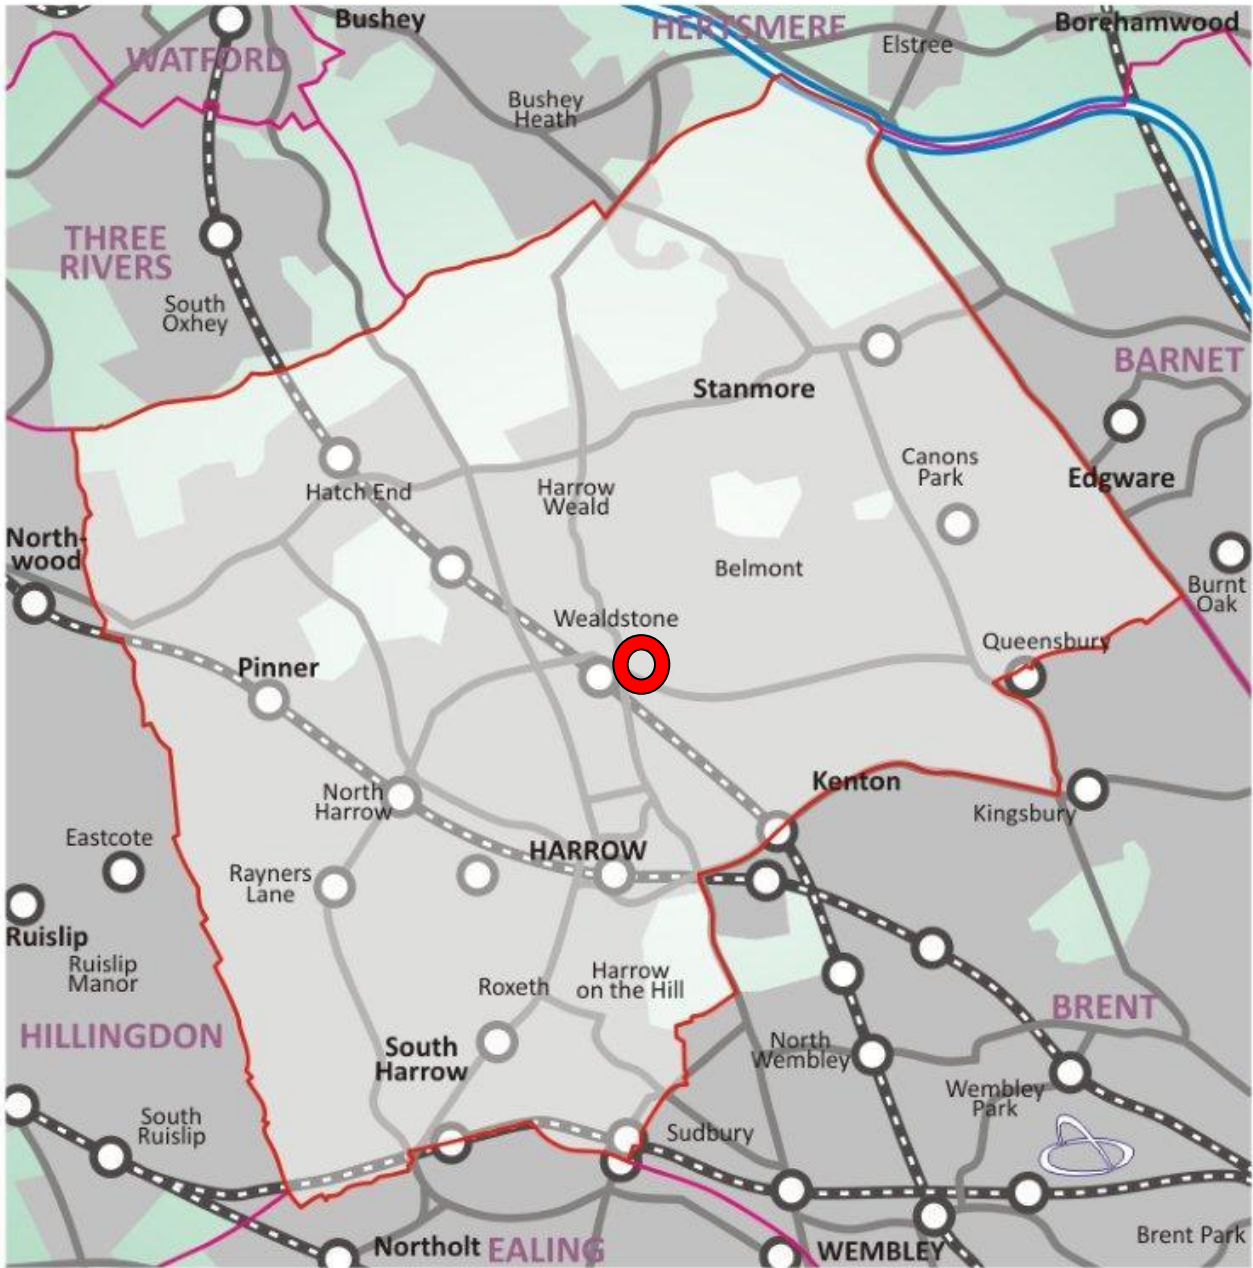 Bushey
HERTSMERE
Borehamwood
WATFORD
Elstree
Bushey
Heath
THREE
RIVERS
South
Oxhey
BARNET
Stanmore
Canons
Park
Edgware
Hatch End
Harrow
Weald
North-
wood
Belmont
Burnt
Oak
Wealdstone
Queensbury
Pinner
Kenton
North
Harrow
Kingsbury
Eastcote
HARROW
Rayners
Lane
Ruislip
Ruislip
Manor
Harrow
on the Hill
Roxeth
HILLINGDON
BRENT
South
Harrow
North
Wembley
Wembley
Park
South
Ruislip
Sudbury
Northolt
EALING
WEMBLEY
Brent Park